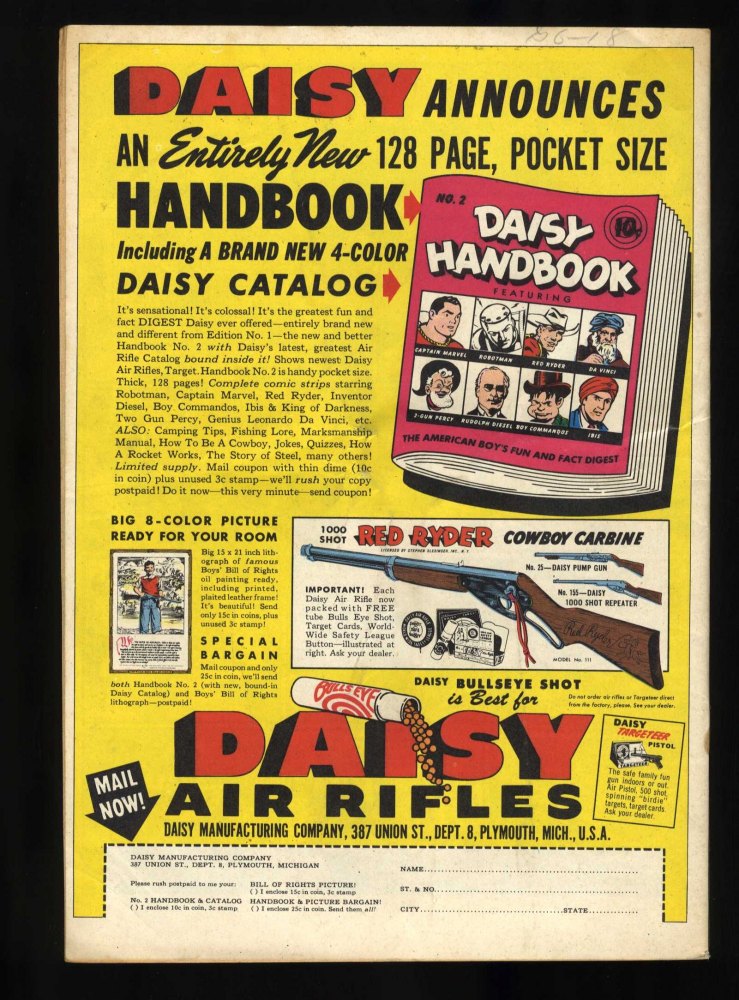 26-18
DAISY ANNOUNCES
AN Entirely New 128 PAGE, POCKET SIZE
HANDBOOK
Including A BRAND NEW 4-COLOR
DAISY CATALOG
It's sensational! It's colossal! It's the greatest fun and
fact DIGEST Daisy ever offered—entirely brand new
and different from Edition No. 1—the new and better
Handbook No. 2 with Daisy's latest, greatest Air
Rifle Catalog bound inside it! Shows newest Daisy
Air Rifles, Target. Handbook No. 2 is handy pocket size.
Thick, 128 pages! Complete comic strips starring
Robotman, Captain Marvel, Red Ryder, Inventor
Diesel, Boy Commandos, Ibis & King of Darkness,
Two Gun Percy, Genius Leonardo Da Vinci, etc.
ALSO: Camping Tips, Fishing Lore, Marksmanship
Manual, How To Be A Cowboy, Jokes, Quizzes, How
A Rocket Works, The Story of Steel, many others!
Limited supply. Mail coupon with thin dime (10c
in coin) plus unused 3c stamp—we'll rush your copy
postpaid! Do it now—this very minute—send coupon!
NO. 2
10¢
DAISY
HANDBOOK
FEATURING
CAPTAIN MARVEL
ROBOTMAN
RED RYDER
DA VINCI
2-GUN PERCY
RUDOLPH DIESEL
BOY COMMANDOS
IBIS
THE AMERICAN BOY'S FUN AND FACT DIGEST
BIG 8-COLOR PICTURE
READY FOR YOUR ROOM
Big 15 x 21 inch lith-
ograph of famous
Boys' Bill of Rights
oil painting ready,
including printed,
plaited leather frame!
It's beautiful! Send
only 15c in coins, plus
unused 3c stamp!
SPECIAL
BARGAIN
Mail coupon and only
25c in coin, we'll send
both Handbook No. 2 (with new, bound-in
Daisy Catalog) and Boys' Bill of Rights
lithograph—postpaid!
1000
SHOT
RED RYDER COWBOY CARBINE
LICENSED BY STEPHEN SLESINGER, INC. N.Y.
No. 25—DAISY PUMP GUN
No. 155—DAISY
1000 SHOT REPEATER
IMPORTANT! Each
Daisy Air Rifle now
packed with FREE
tube Bulls Eye Shot,
Target Cards, World-
Wide Safety League
Button—illustrated at
right. Ask your dealer.
Red Ryder
MODEL No. 111
BULLS EYE
DAISY BULLSEYE SHOT
is Best for
Do not order air rifles or Targeteer direct
from the factory, please. See your dealer.
DAISY
AIR RIFLES
DAISY
TARGETEER
PISTOL
TARGETEER
The safe family fun
gun indoors or out.
Air Pistol, 500 shot,
spinning "birdie"
targets, target cards.
Ask your dealer.
MAIL
NOW!
DAISY MANUFACTURING COMPANY, 387 UNION ST., DEPT. 8, PLYMOUTH, MICH., U.S.A.
DAISY MANUFACTURING COMPANY
387 UNION ST., DEPT. 8, PLYMOUTH, MICHIGAN
Please rush postpaid to me your:
No. 2 HANDBOOK & CATALOG
( ) I enclose 10c in coin, 3c stamp
BILL OF RIGHTS PICTURE!
( ) I enclose 15c in coin, 3c stamp
HANDBOOK & PICTURE BARGAIN!
( ) I enclose 25c in coin. Send them all!
NAME
ST. & NO.
CITY STATE